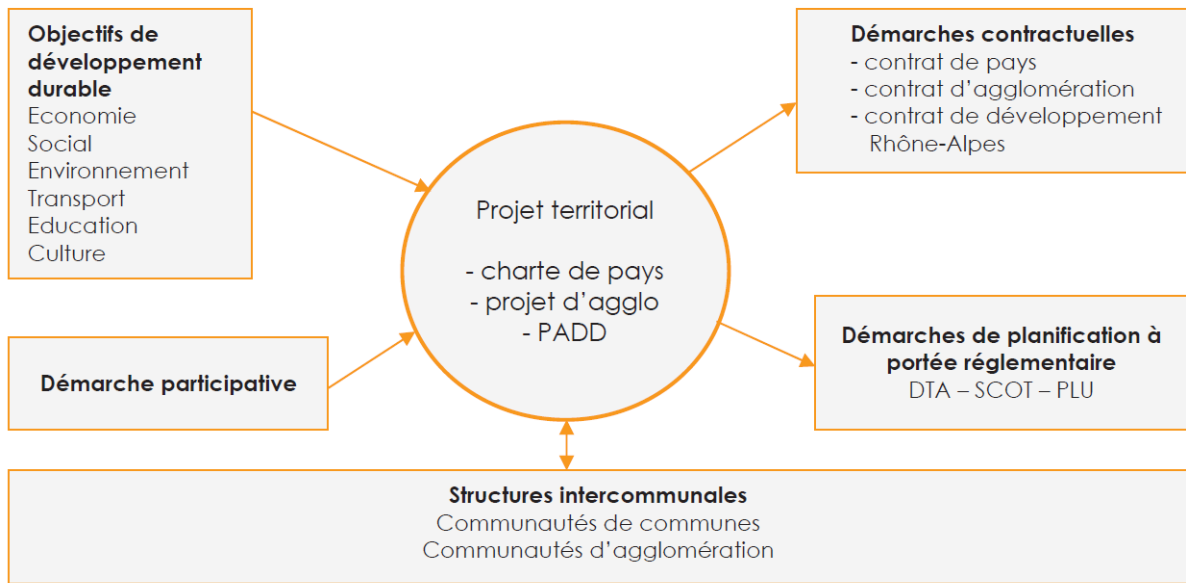 Objectifs de
développement
durable
Economie
Social
Environnement
Transport
Education
Culture
Démarche participative
Projet territorial
- charte de pays
- projet d’agglo
- PADD
Démarches contractuelles
- contrat de pays
- contrat d’agglomération
- contrat de développement
Rhône-Alpes
Démarches de planification à
portée réglementaire
DTA – SCOT – PLU
Structures intercommunales
Communautés de communes
Communautés d’agglomération